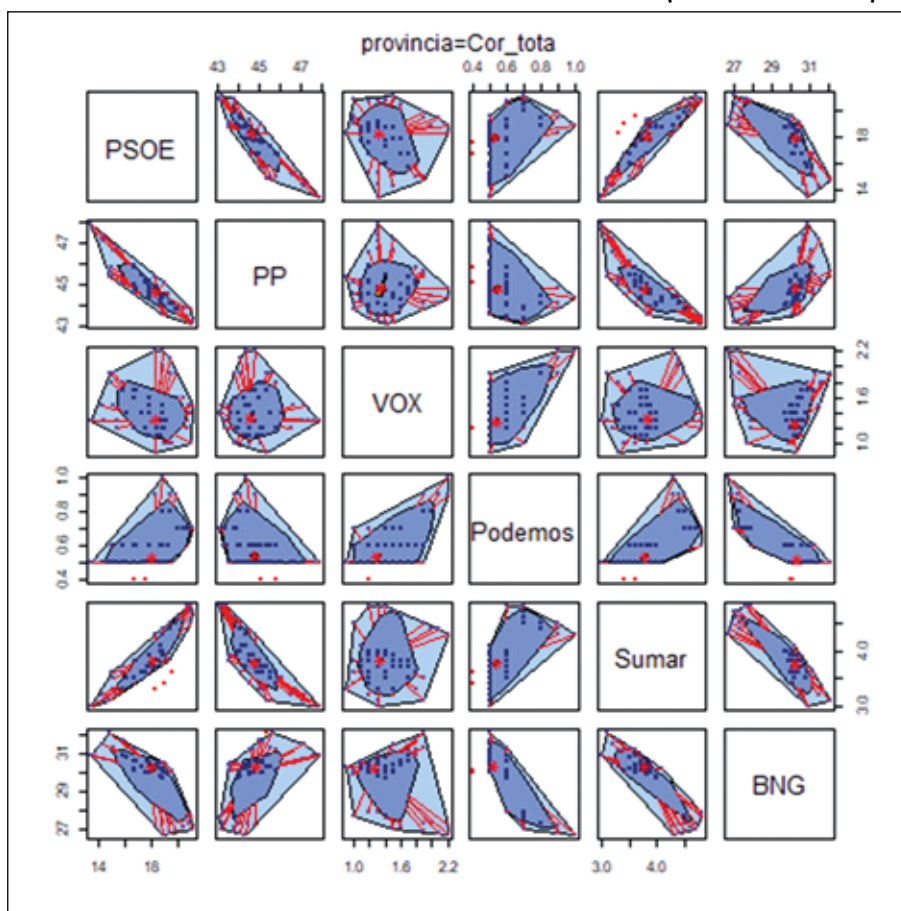 provincia=Cor_tota
43 45 47 0.4 0.6 0.8 1.0 27 29 31
PSOE
14 18
PP
43 45 47
VOX
1.0 1.6 2.2
Podemos
0.4 0.6 0.8 1.0
Sumar
3.0 4.0
BNG
27 29 31
14 18 1.0 1.6 2.2 3.0 4.0